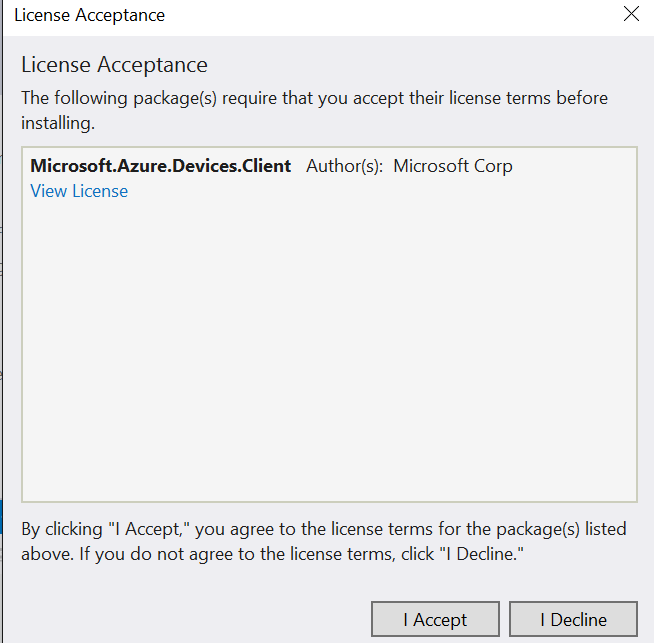 License Acceptance
License Acceptance
The following package(s) require that you accept their license terms before
installing.
Microsoft.Azure.Devices.Client Author(s): Microsoft Corp
View License
By clicking "I Accept," you agree to the license terms for the package(s) listed
above. If you do not agree to the license terms, click "I Decline."
I Accept I Decline